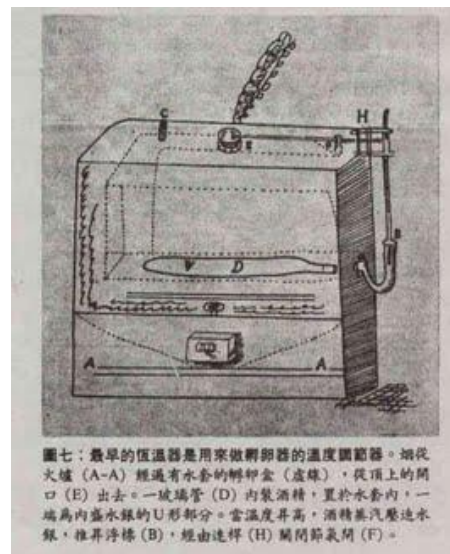 C
H
E
F
B
V D
A A
圖七：最早的恆溫器是用來做孵卵器的溫度調節器。烟從
火爐（A–A）經過有水套的孵卵盒（虛線），從頂上的開
口（E）出去。一玻璃管（D）內裝酒精，置於水套內，一
端爲內盛水銀的U形部分。當溫度昇高，酒精蒸汽壓迫水
銀，推昇浮標（B），經由連桿（H）關閉節氣閘（F）。